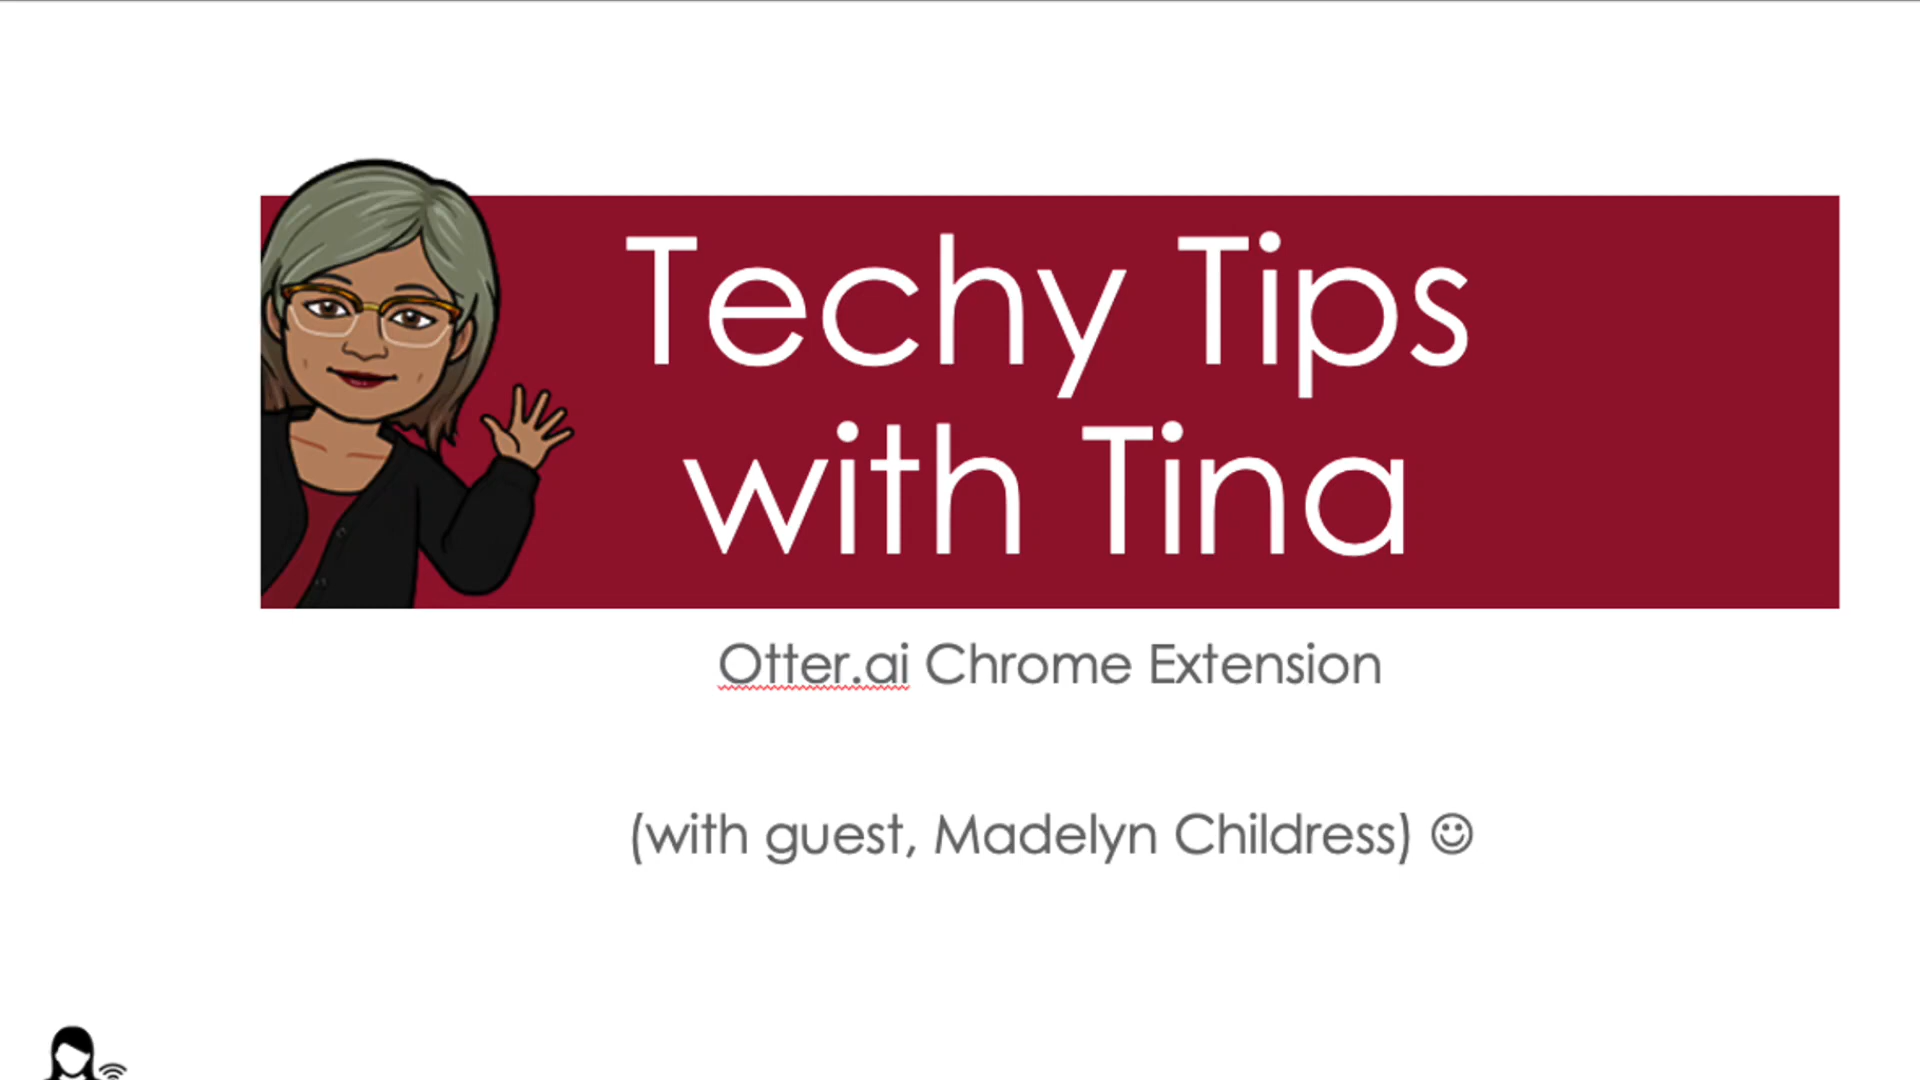 Techy Tips
with Tina
Otter.ai Chrome Extension
(with guest, Madelyn Childress) ☺